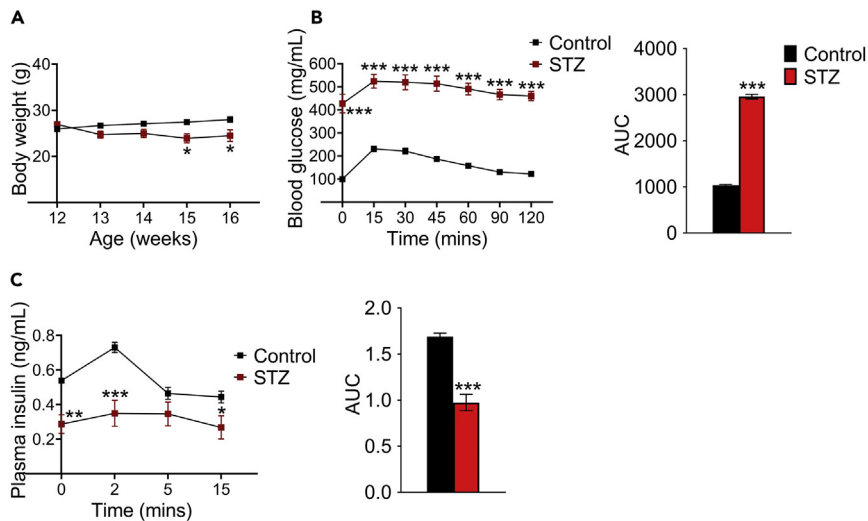 A
Body weight (g)
40
30
20
12 13 14 15 16
* *
Age (weeks)
B
Blood glucose (mg/mL)
600
500
400
300
200
100
*** *** *** *** *** *** ***
0 15 30 45 60 90 120
Time (mins)
Control
STZ
AUC
4000
3000
2000
1000
0
***
Control
STZ
C
Plasma insulin (ng/mL)
0.8
0.6
0.4
0.2
** *** *
0 2 5 15
Time (mins)
Control
STZ
AUC
2.0
1.5
1.0
0.5
0.0
***